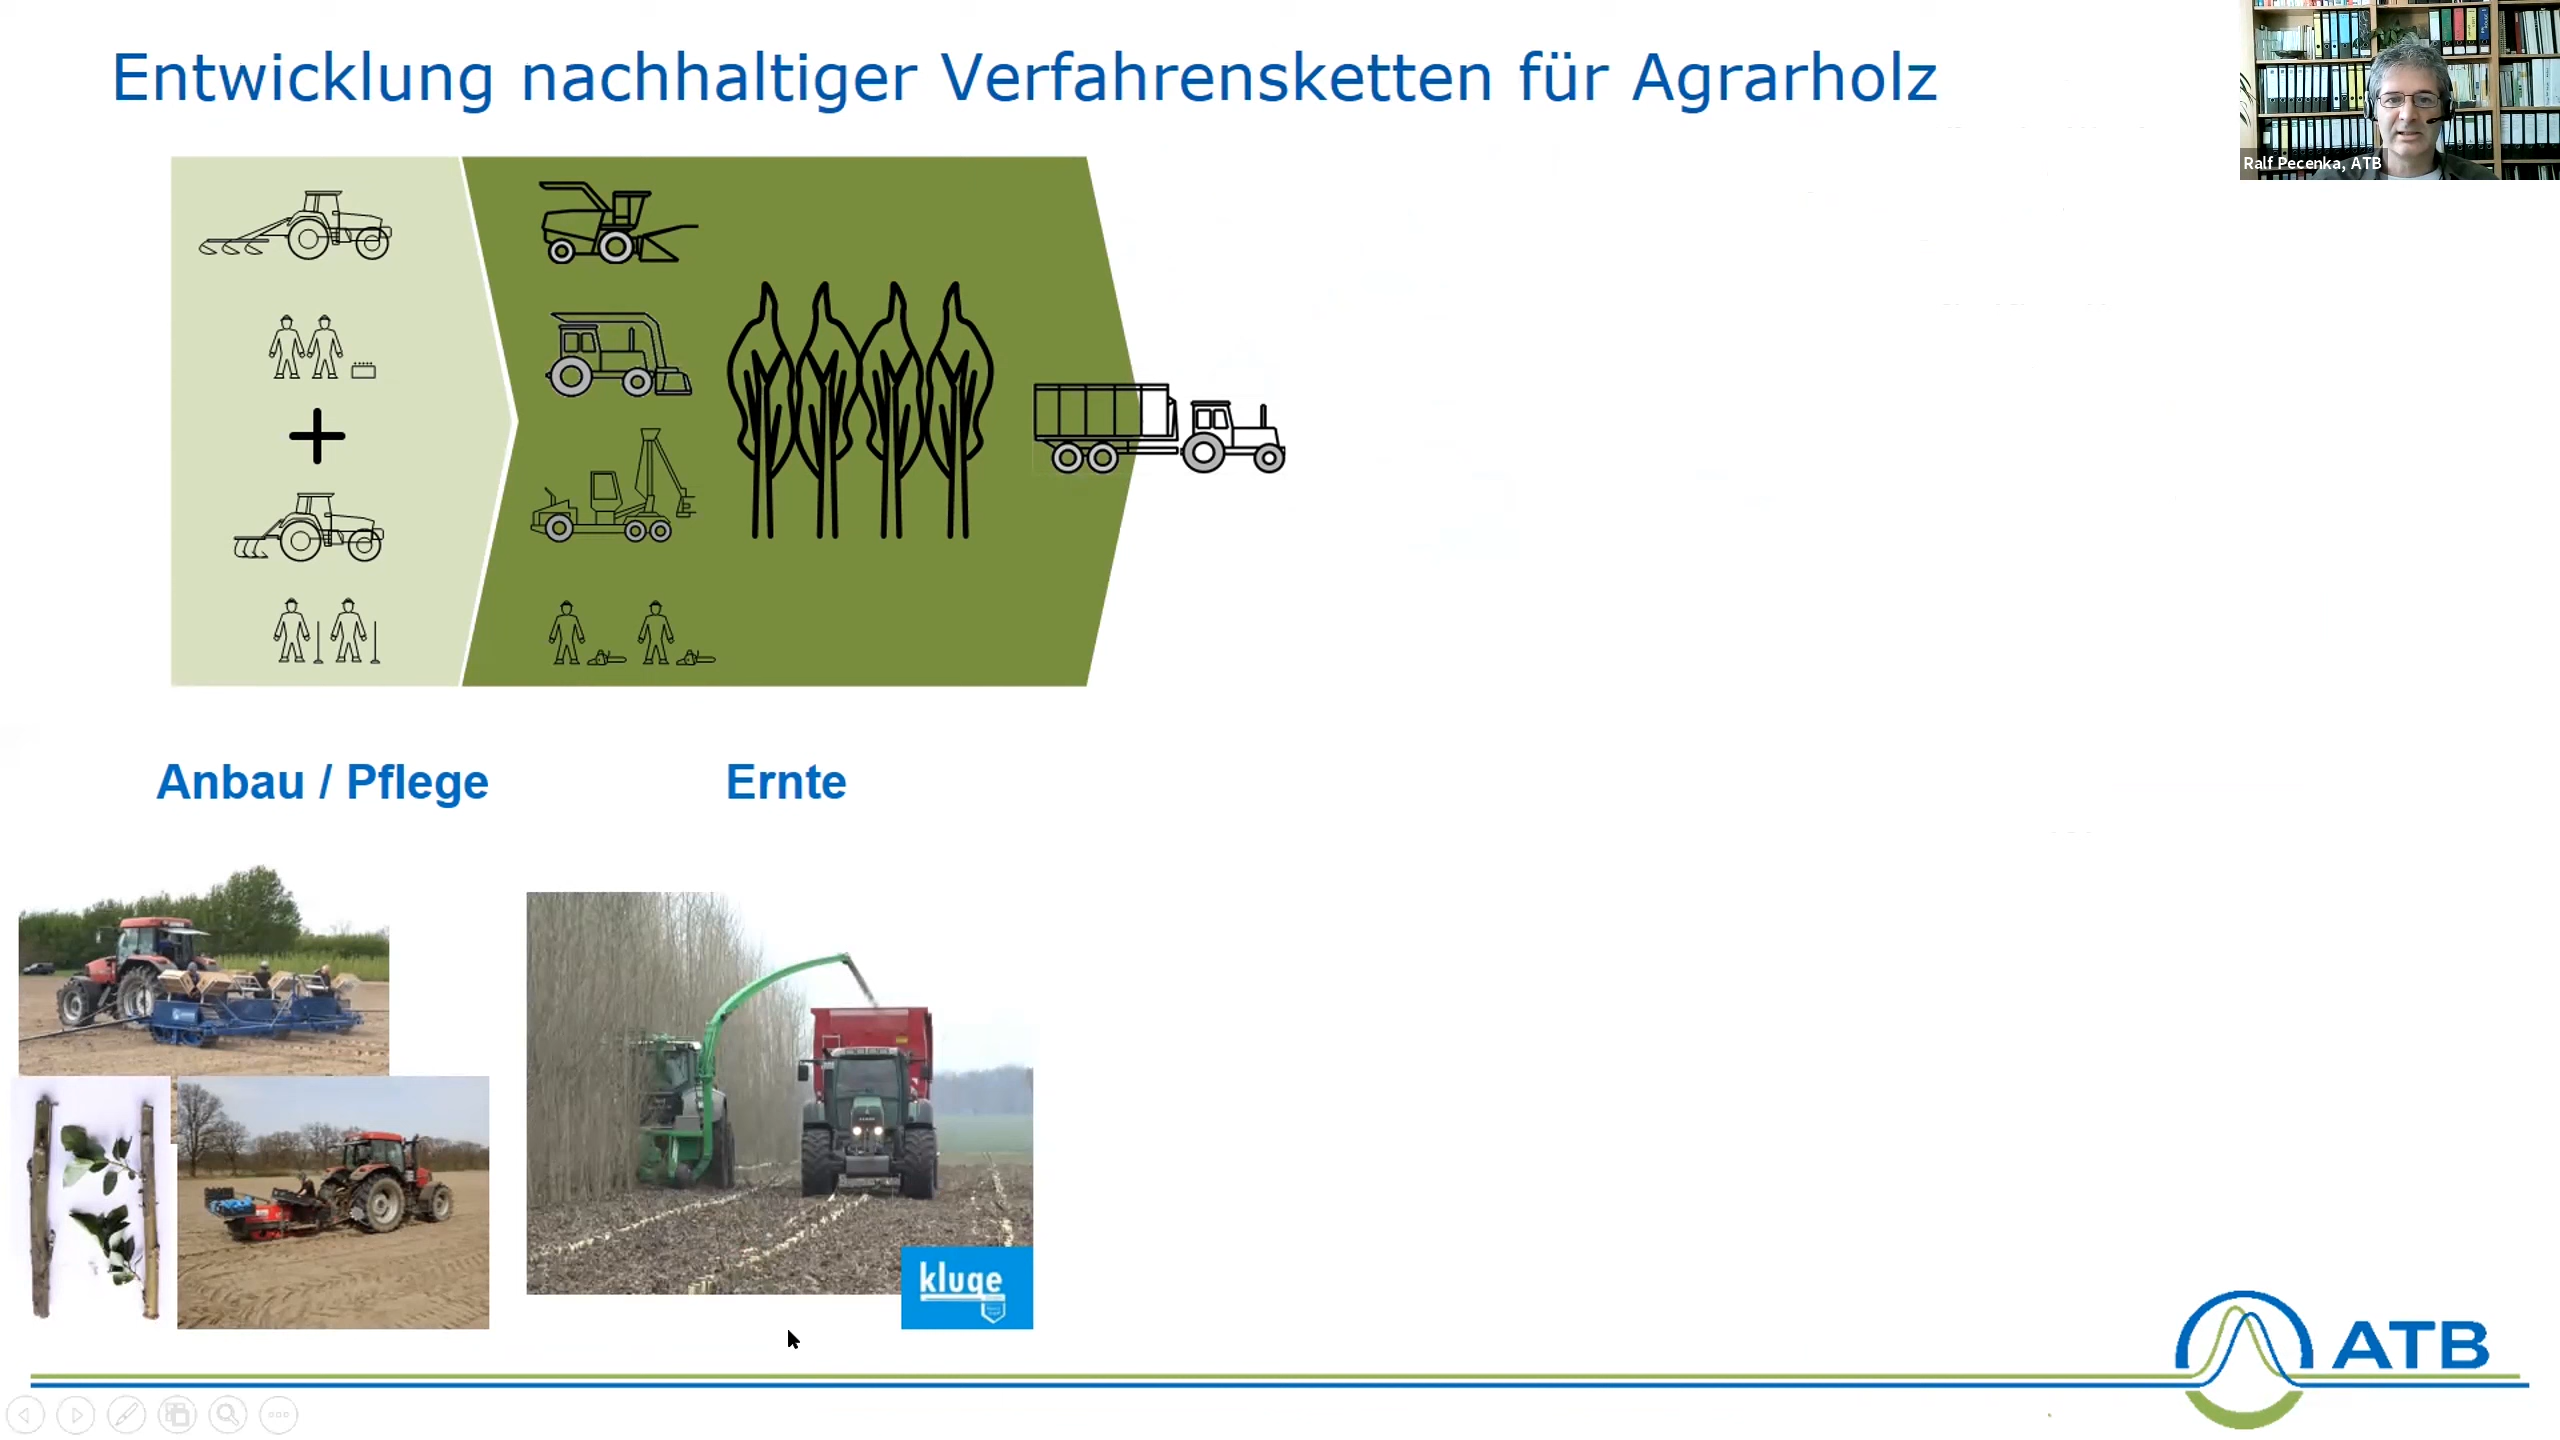 Entwicklung nachhaltiger Verfahrensketten für Agrarholz
Ralf Pecenka, ATB
Anbau / Pflege
Ernte
kluge
ATB